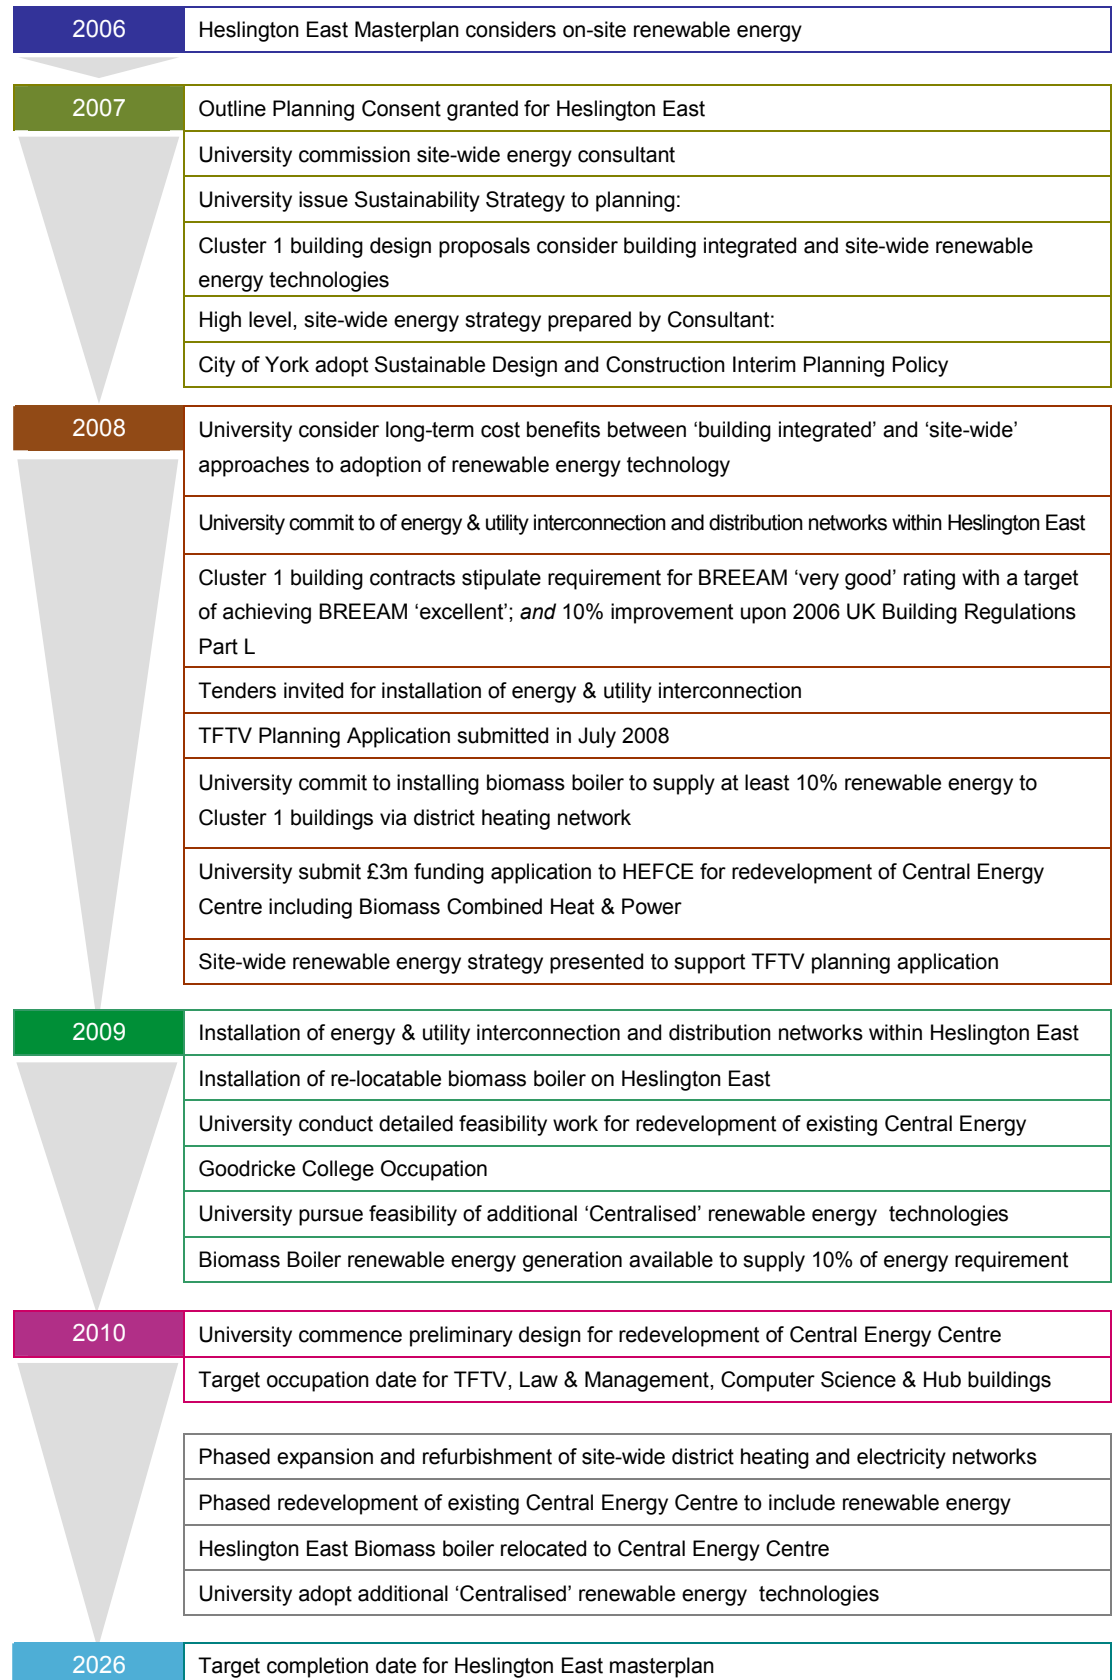 2006
Heslington East Masterplan considers on-site renewable energy
2007
Outline Planning Consent granted for Heslington East
University commission site-wide energy consultant
University issue Sustainability Strategy to planning:
Cluster 1 building design proposals consider building integrated and site-wide renewable
energy technologies
High level, site-wide energy strategy prepared by Consultant:
City of York adopt Sustainable Design and Construction Interim Planning Policy
2008
University consider long-term cost benefits between ‘building integrated’ and ‘site-wide’
approaches to adoption of renewable energy technology
University commit to of energy & utility interconnection and distribution networks within Heslington East
Cluster 1 building contracts stipulate requirement for BREEAM ‘very good’ rating with a target
of achieving BREEAM ‘excellent’; and 10% improvement upon 2006 UK Building Regulations
Part L
Tenders invited for installation of energy & utility interconnection
TFTV Planning Application submitted in July 2008
University commit to installing biomass boiler to supply at least 10% renewable energy to
Cluster 1 buildings via district heating network
University submit £3m funding application to HEFCE for redevelopment of Central Energy
Centre including Biomass Combined Heat & Power
Site-wide renewable energy strategy presented to support TFTV planning application
2009
Installation of energy & utility interconnection and distribution networks within Heslington East
Installation of re-locatable biomass boiler on Heslington East
University conduct detailed feasibility work for redevelopment of existing Central Energy
Goodricke College Occupation
University pursue feasibility of additional ‘Centralised’ renewable energy technologies
Biomass Boiler renewable energy generation available to supply 10% of energy requirement
2010
University commence preliminary design for redevelopment of Central Energy Centre
Target occupation date for TFTV, Law & Management, Computer Science & Hub buildings
Phased expansion and refurbishment of site-wide district heating and electricity networks
Phased redevelopment of existing Central Energy Centre to include renewable energy
Heslington East Biomass boiler relocated to Central Energy Centre
University adopt additional ‘Centralised’ renewable energy technologies
2026
Target completion date for Heslington East masterplan